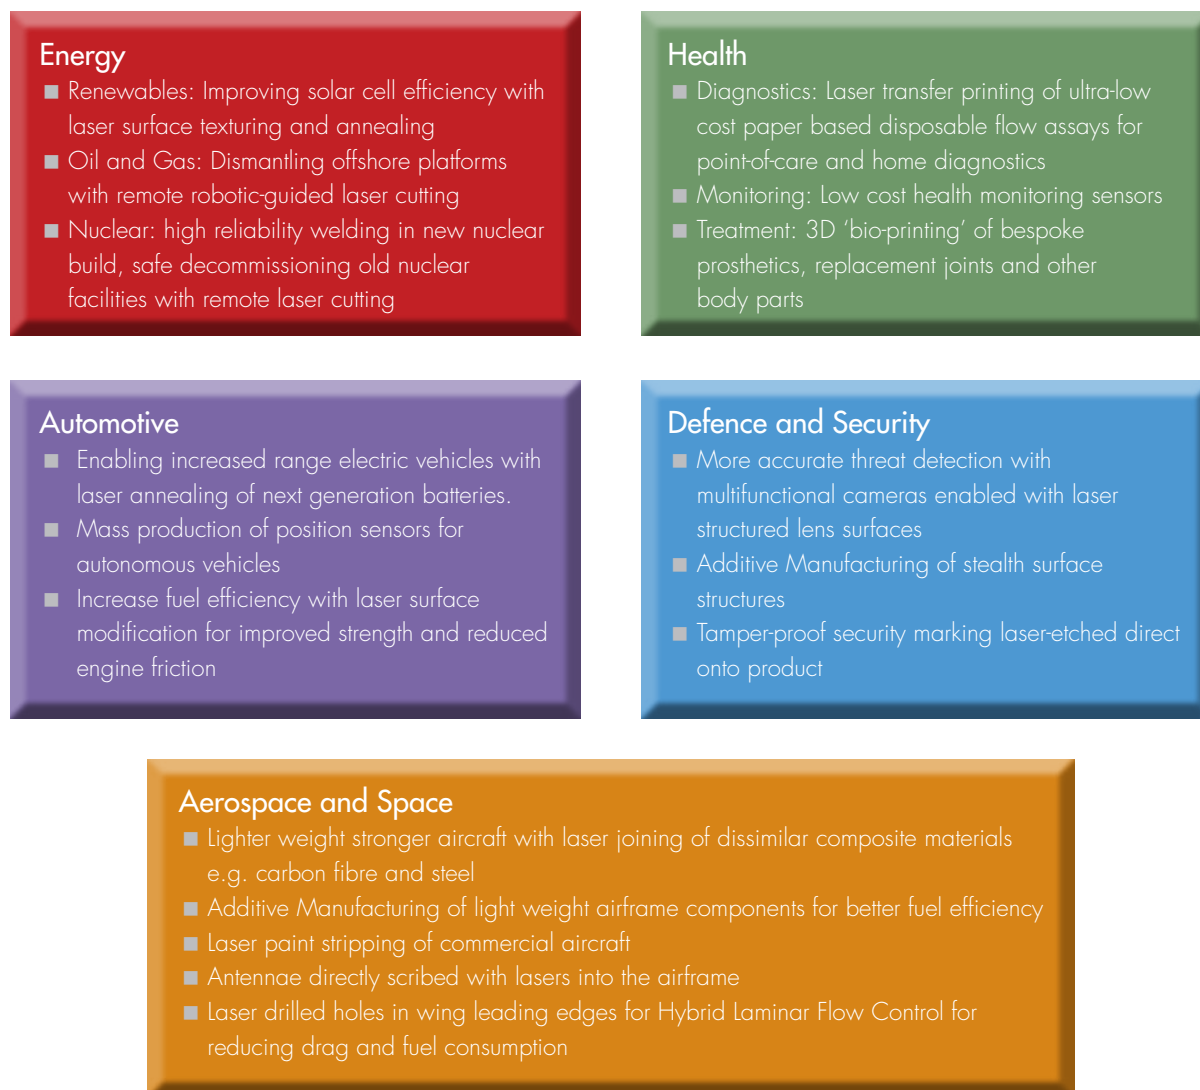 Energy
■ Renewables: Improving solar cell efficiency with
laser surface texturing and annealing
■ Oil and Gas: Dismantling offshore platforms
with remote robotic-guided laser cutting
■ Nuclear: high reliability welding in new nuclear
build, safe decommissioning old nuclear
facilities with remote laser cutting
Health
■ Diagnostics: Laser transfer printing of ultra-low
cost paper based disposable flow assays for
point-of-care and home diagnostics
■ Monitoring: Low cost health monitoring sensors
■ Treatment: 3D ‘bio-printing’ of bespoke
prosthetics, replacement joints and other
body parts
Automotive
■ Enabling increased range electric vehicles with
laser annealing of next generation batteries.
■ Mass production of position sensors for
autonomous vehicles
■ Increase fuel efficiency with laser surface
modification for improved strength and reduced
engine friction
Defence and Security
■ More accurate threat detection with
multifunctional cameras enabled with laser
structured lens surfaces
■ Additive Manufacturing of stealth surface
structures
■ Tamper-proof security marking laser-etched direct
onto product
Aerospace and Space
■ Lighter weight stronger aircraft with laser joining of dissimilar composite materials
e.g. carbon fibre and steel
■ Additive Manufacturing of light weight airframe components for better fuel efficiency
■ Laser paint stripping of commercial aircraft
■ Antennae directly scribed with lasers into the airframe
■ Laser drilled holes in wing leading edges for Hybrid Laminar Flow Control for
reducing drag and fuel consumption